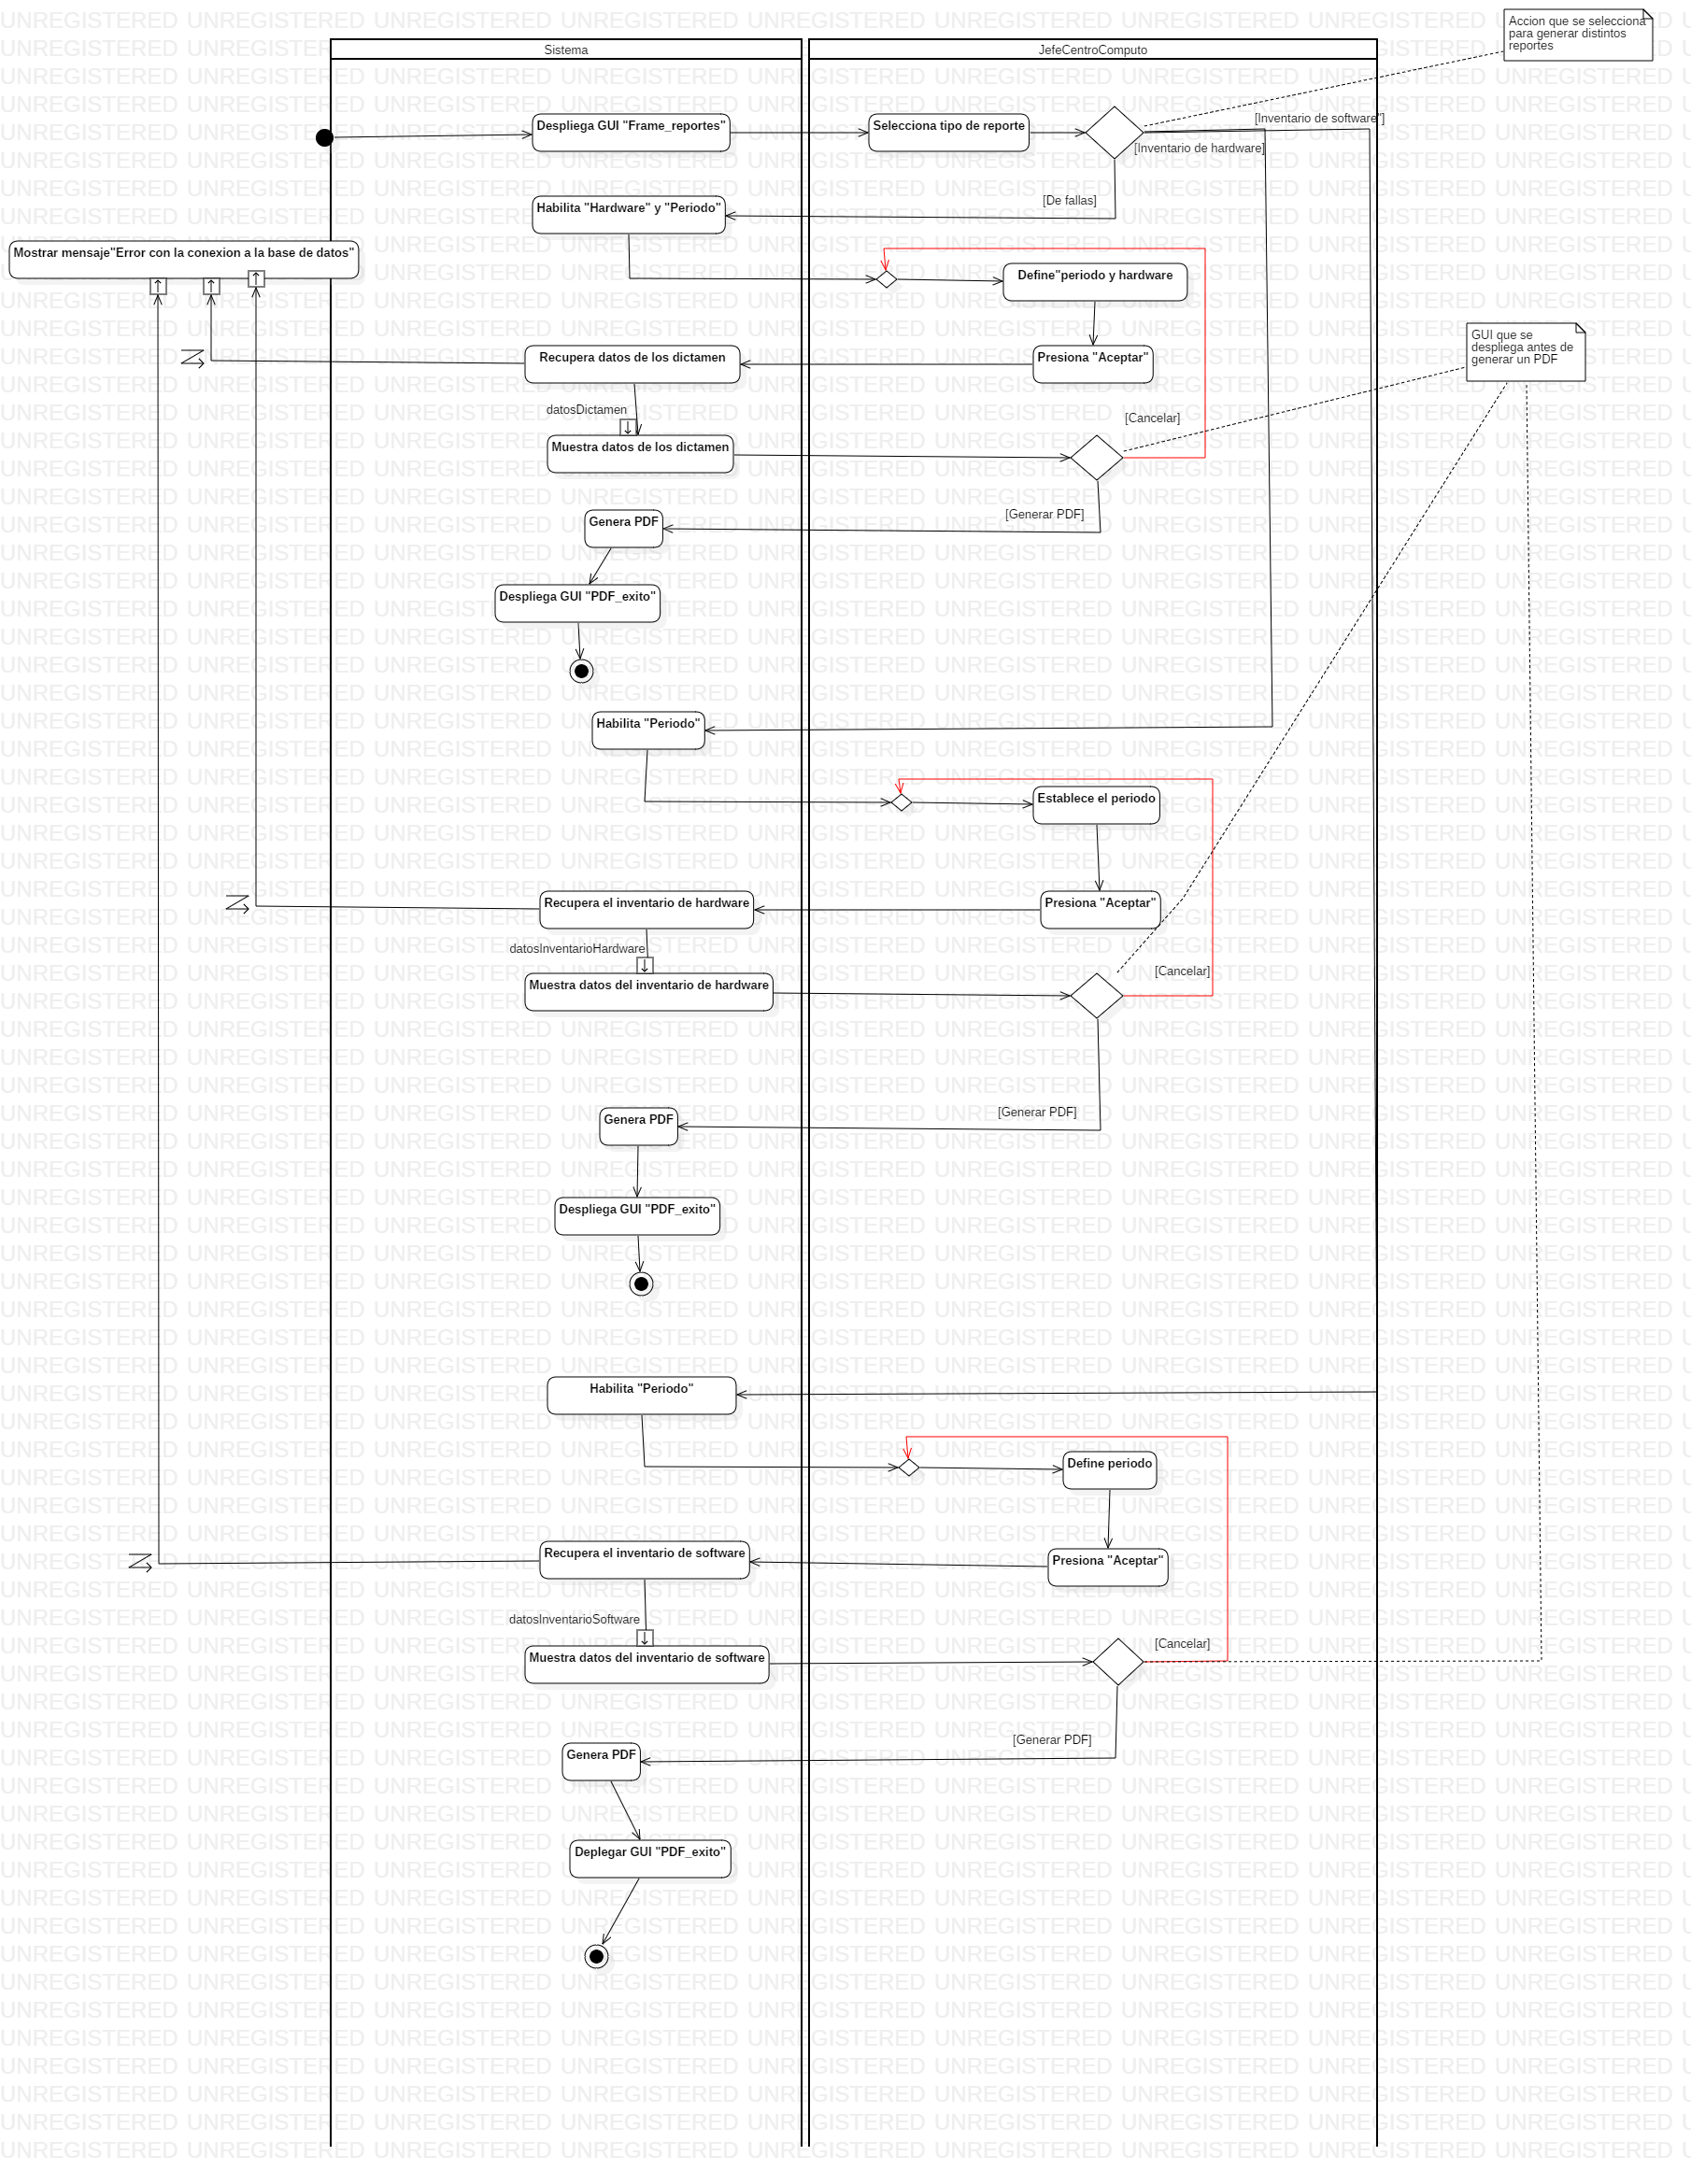 Accion que se selecciona
para generar distintos
reportes
Sistema
JefeCentroComputo
Despliega GUI "Frame_reportes"
Selecciona tipo de reporte
[Inventario de software"]
[Inventario de hardware]
[De fallas]
Habilita "Hardware" y "Periodo"
Mostrar mensaje"Error con la conexion a la base de datos"
Define"periodo y hardware
GUI que se
despliega antes de
generar un PDF
Recupera datos de los dictamen
Presiona "Aceptar"
datosDictamen
[Cancelar]
Muestra datos de los dictamen
[Generar PDF]
Genera PDF
Despliega GUI "PDF_exito"
Habilita "Periodo"
Establece el periodo
Recupera el inventario de hardware
Presiona "Aceptar"
datosInventarioHardware
[Cancelar]
Muestra datos del inventario de hardware
[Generar PDF]
Genera PDF
Despliega GUI "PDF_exito"
Habilita "Periodo"
Define periodo
Recupera el inventario de software
Presiona "Aceptar"
datosInventarioSoftware
[Cancelar]
Muestra datos del inventario de software
[Generar PDF]
Genera PDF
Deplegar GUI "PDF_exito"
UNREGISTERED